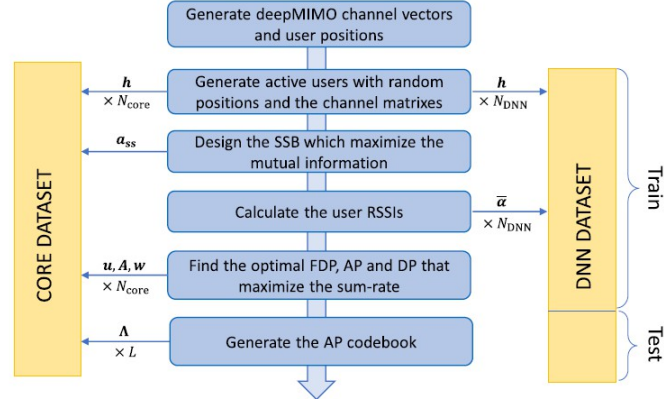 Generate deepMIMO channel vectors
and user positions
h
× N_core
Generate active users with random
positions and the channel matrixes
h
× N_DNN
a_ss
Design the SSB which maximize the
mutual information
Calculate the user RSSIs
ᾱ
× N_DNN
u, A, w
× N_core
Find the optimal FDP, AP and DP that
maximize the sum-rate
Λ
× L
Generate the AP codebook
CORE DATASET
DNN DATASET
Train
Test